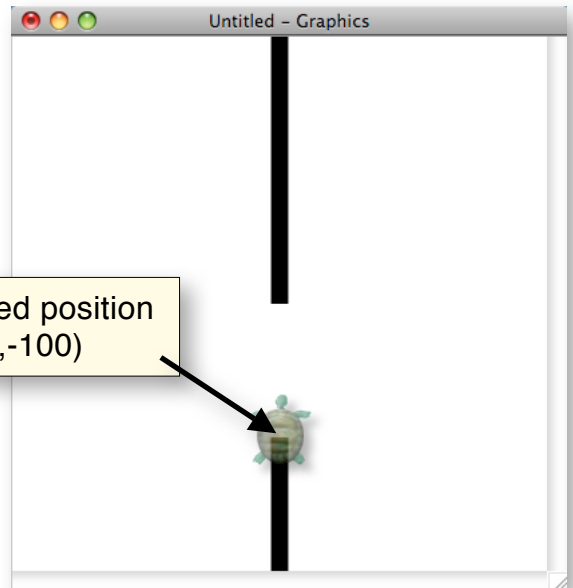 Untitled – Graphics
ed position
,-100)